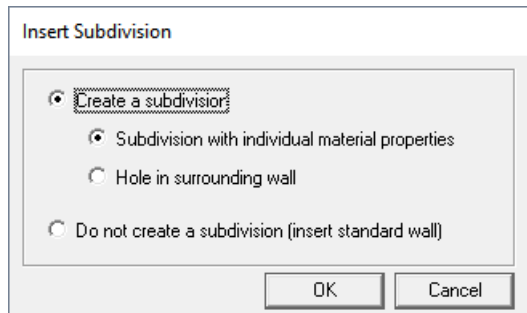 Insert Subdivision
Create a subdivision
Subdivision with individual material properties
Hole in surrounding wall
Do not create a subdivision (insert standard wall)
OK
Cancel